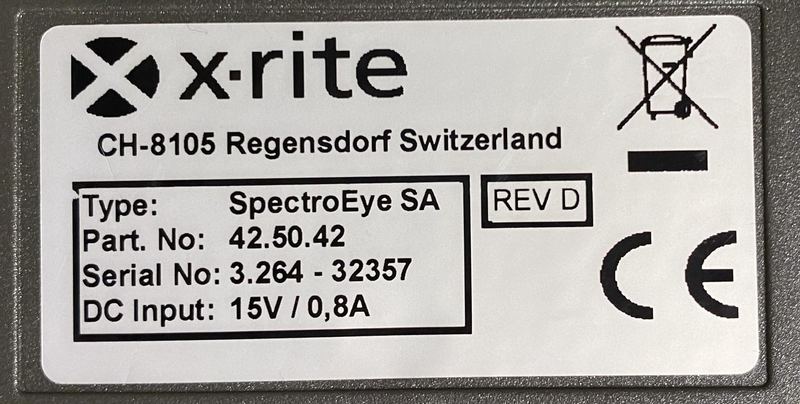 x·rite
CH-8105 Regensdorf Switzerland
Type: SpectroEye SA
REV D
Part. No: 42.50.42
Serial No: 3.264 - 32357
DC Input: 15V / 0,8A
CE